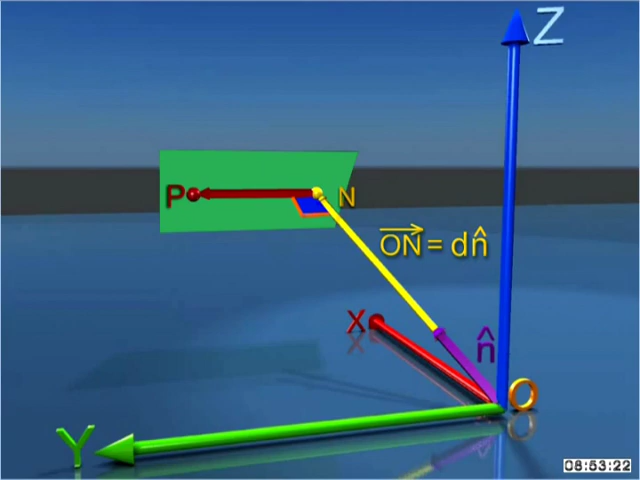 Z
P
N
→ON = dn̂
X
n̂
O
Y
08:53:22